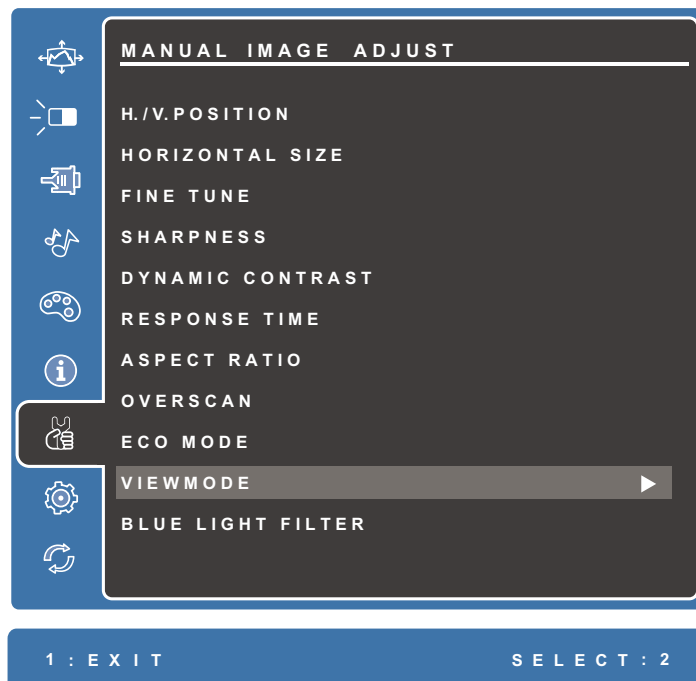 MANUAL IMAGE ADJUST
H./V.POSITION
HORIZONTAL SIZE
FINE TUNE
SHARPNESS
DYNAMIC CONTRAST
RESPONSE TIME
ASPECT RATIO
OVERSCAN
ECO MODE
VIEWMODE
BLUE LIGHT FILTER
1:EXIT SELECT:2